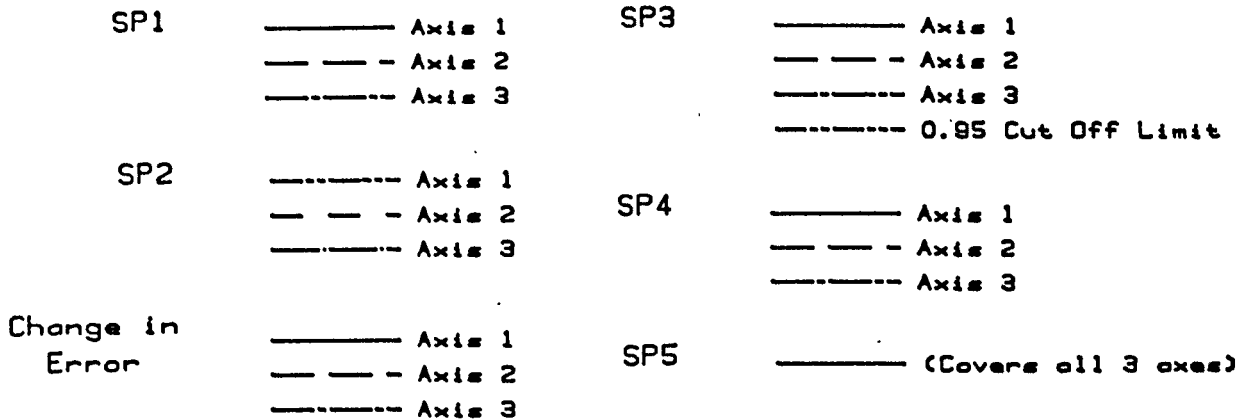 SP1
Axis 1
Axis 2
Axis 3
SP2
Axis 1
Axis 2
Axis 3
Change in
Error
Axis 1
Axis 2
Axis 3
SP3
Axis 1
Axis 2
Axis 3
0.95 Cut Off Limit
SP4
Axis 1
Axis 2
Axis 3
SP5
(Covers all 3 axes)